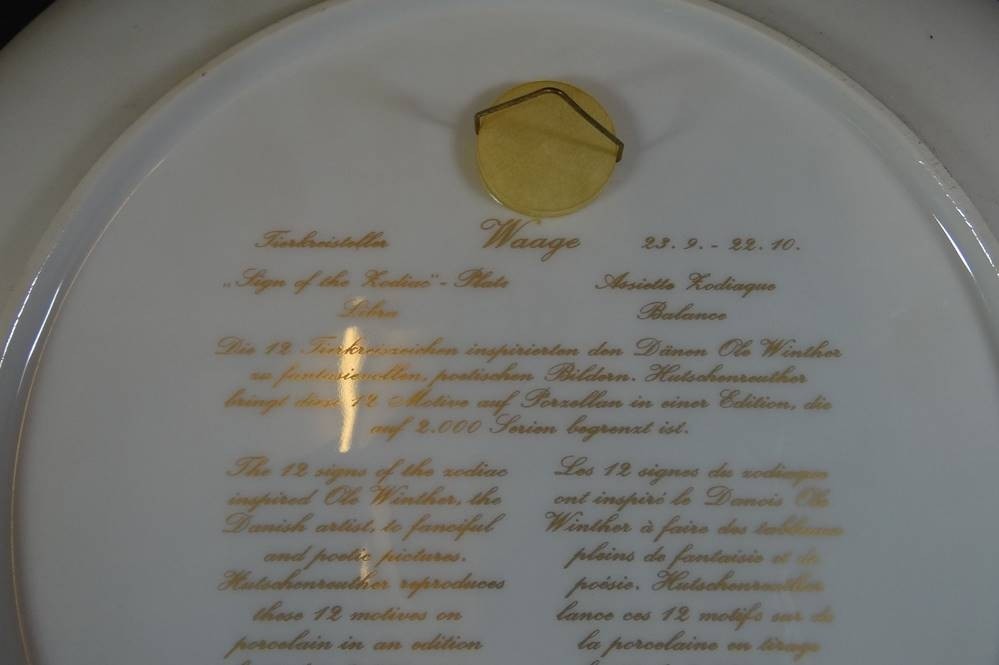 Tierkreisteller Waage 23. 9. - 22. 10.
„Sign of the Zodiac" - Plate Assiette Zodiaque
Libra Balance
Die 12 Tierkreiszeichen inspirierten den Dänen Ole Winther
zu fantasievollen, poetischen Bildern. Hutschenreuther
bringt diese 12 Motive auf Porzellan in einer Edition, die
auf 2.000 Serien begrenzt ist.
The 12 signs of the zodiac
inspired Ole Winther, the
Danish artist, to fanciful
and poetic pictures.
Hutschenreuther reproduces
these 12 motives on
porcelain in an edition
Les 12 signes du zodiaque
ont inspiré le Danois Ole
Winther à faire des tableaux
pleins de fantaisie et de
poésie. Hutschenreuther
lance ces 12 motifs sur de
la porcelaine en tirage